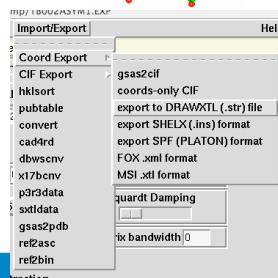 mp/TB002ASYM1.EXP
Import/Export
Hel
Coord Export
CIF Export
hklsort
pubtable
convert
cad4rd
dbwscnv
x17bcnv
p3r3data
sxtldata
gsas2pdb
ref2asc
ref2bin
gsas2cif
coords-only CIF
export to DRAWXTL (.str) file
export SHELX (.ins) format
export SPF (PLATON) format
FOX .xml format
MSI .xtl format
quardt Damping
rix bandwidth 0
traction